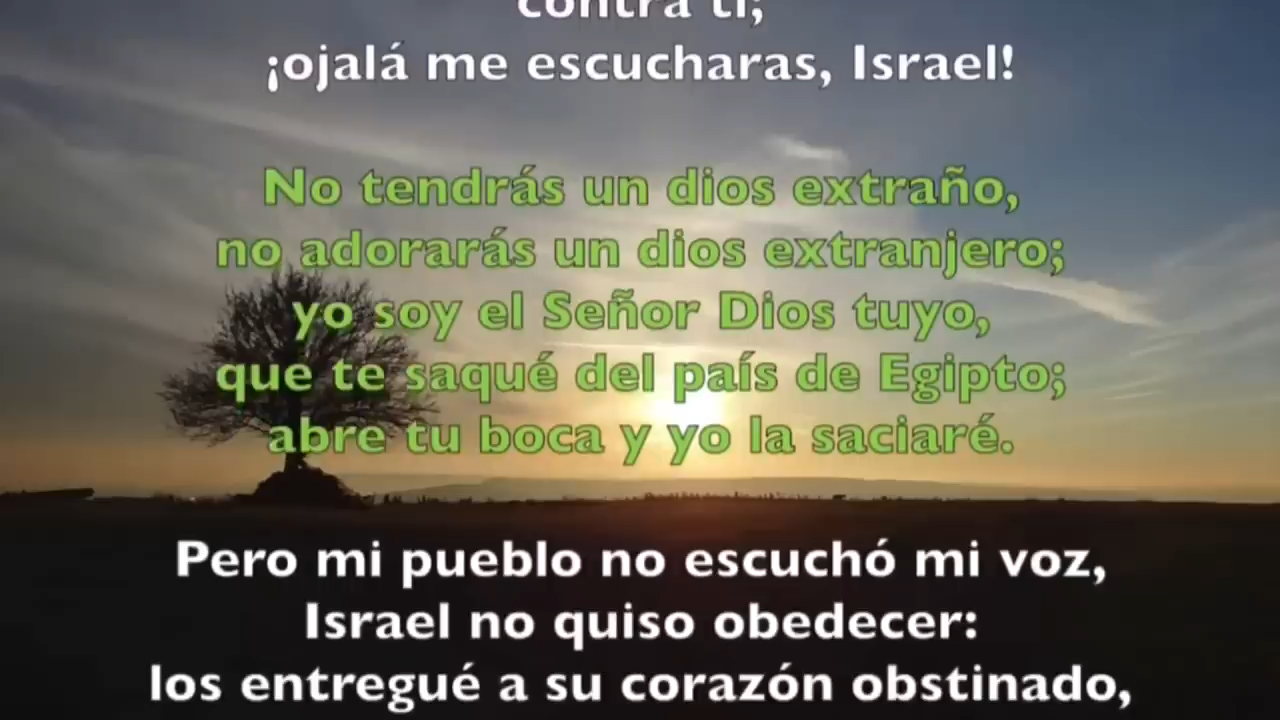 contra ti;
¡ojalá me escucharas, Israel!
No tendrás un dios extraño,
no adorarás un dios extranjero;
yo soy el Señor Dios tuyo,
que te saqué del país de Egipto;
abre tu boca y yo la saciaré.
Pero mi pueblo no escuchó mi voz,
Israel no quiso obedecer:
los entregué a su corazón obstinado,